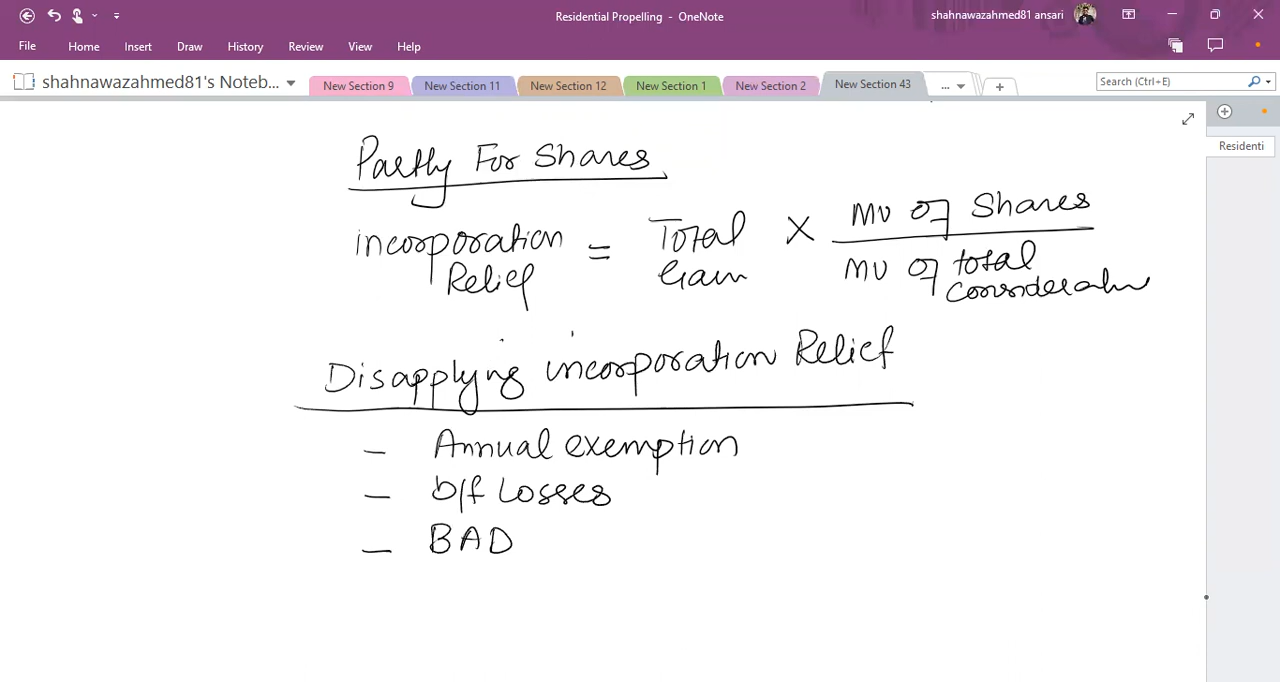 Residential Propelling - OneNote
shahnawazahmed81 ansari
File Home Insert Draw History Review View Help
shahnawazahmed81's Noteb... New Section 9 New Section 11 New Section 12 New Section 1 New Section 2 New Section 43 ... + Search (Ctrl+E)
Residenti
Partly For Shares
incorporation Relief = Total Gain X MV of Shares
MV of total Consideration
Disapplying incorporation Relief
- Annual exemption
- b/f Losses
- BAD